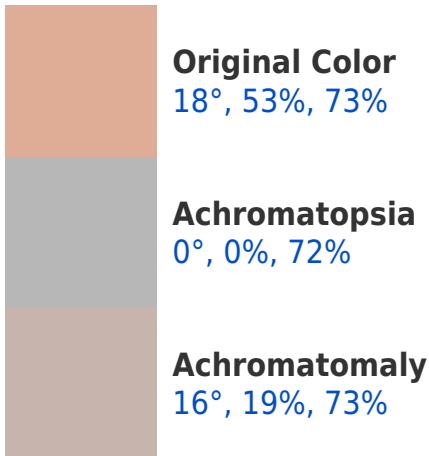 Original Color
18°, 53%, 73%
Achromatopsia
0°, 0%, 72%
Achromatomaly
16°, 19%, 73%